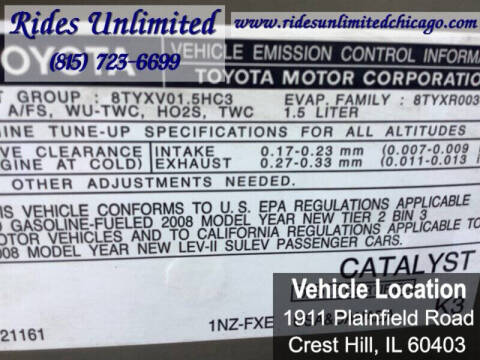 Rides Unlimited
www.ridesunlimitedchicago.com
(815) 723-6699
OYOTA
VEHICLE EMISSION CONTROL INFORMA
TOYOTA MOTOR CORPORATION
T GROUP : 8TYXV01.5HC3 EVAP. FAMILY : 8TYXR003
A/FS, WU-TWC, HO2S, TWC 1.5 LITER
GINE TUNE-UP SPECIFICATIONS FOR ALL ALTITUDES
VE CLEARANCE INTAKE 0.17-0.23 mm (0.007-0.009
GINE AT COLD) EXHAUST 0.27-0.33 mm (0.011-0.013
OTHER ADJUSTMENTS NEEDED.
IS VEHICLE CONFORMS TO U.S. EPA REGULATIONS APPLICABLE
O GASOLINE-FUELED 2008 MODEL YEAR NEW TIER 2 BIN 3
OTOR VEHICLES AND TO CALIFORNIA REGULATIONS APPLICABLE TO
008 MODEL YEAR NEW LEV-II SULEV PASSENGER CARS.
CATALYST
21161
1NZ-FXE
K3
Vehicle Location
1911 Plainfield Road
Crest Hill, IL 60403